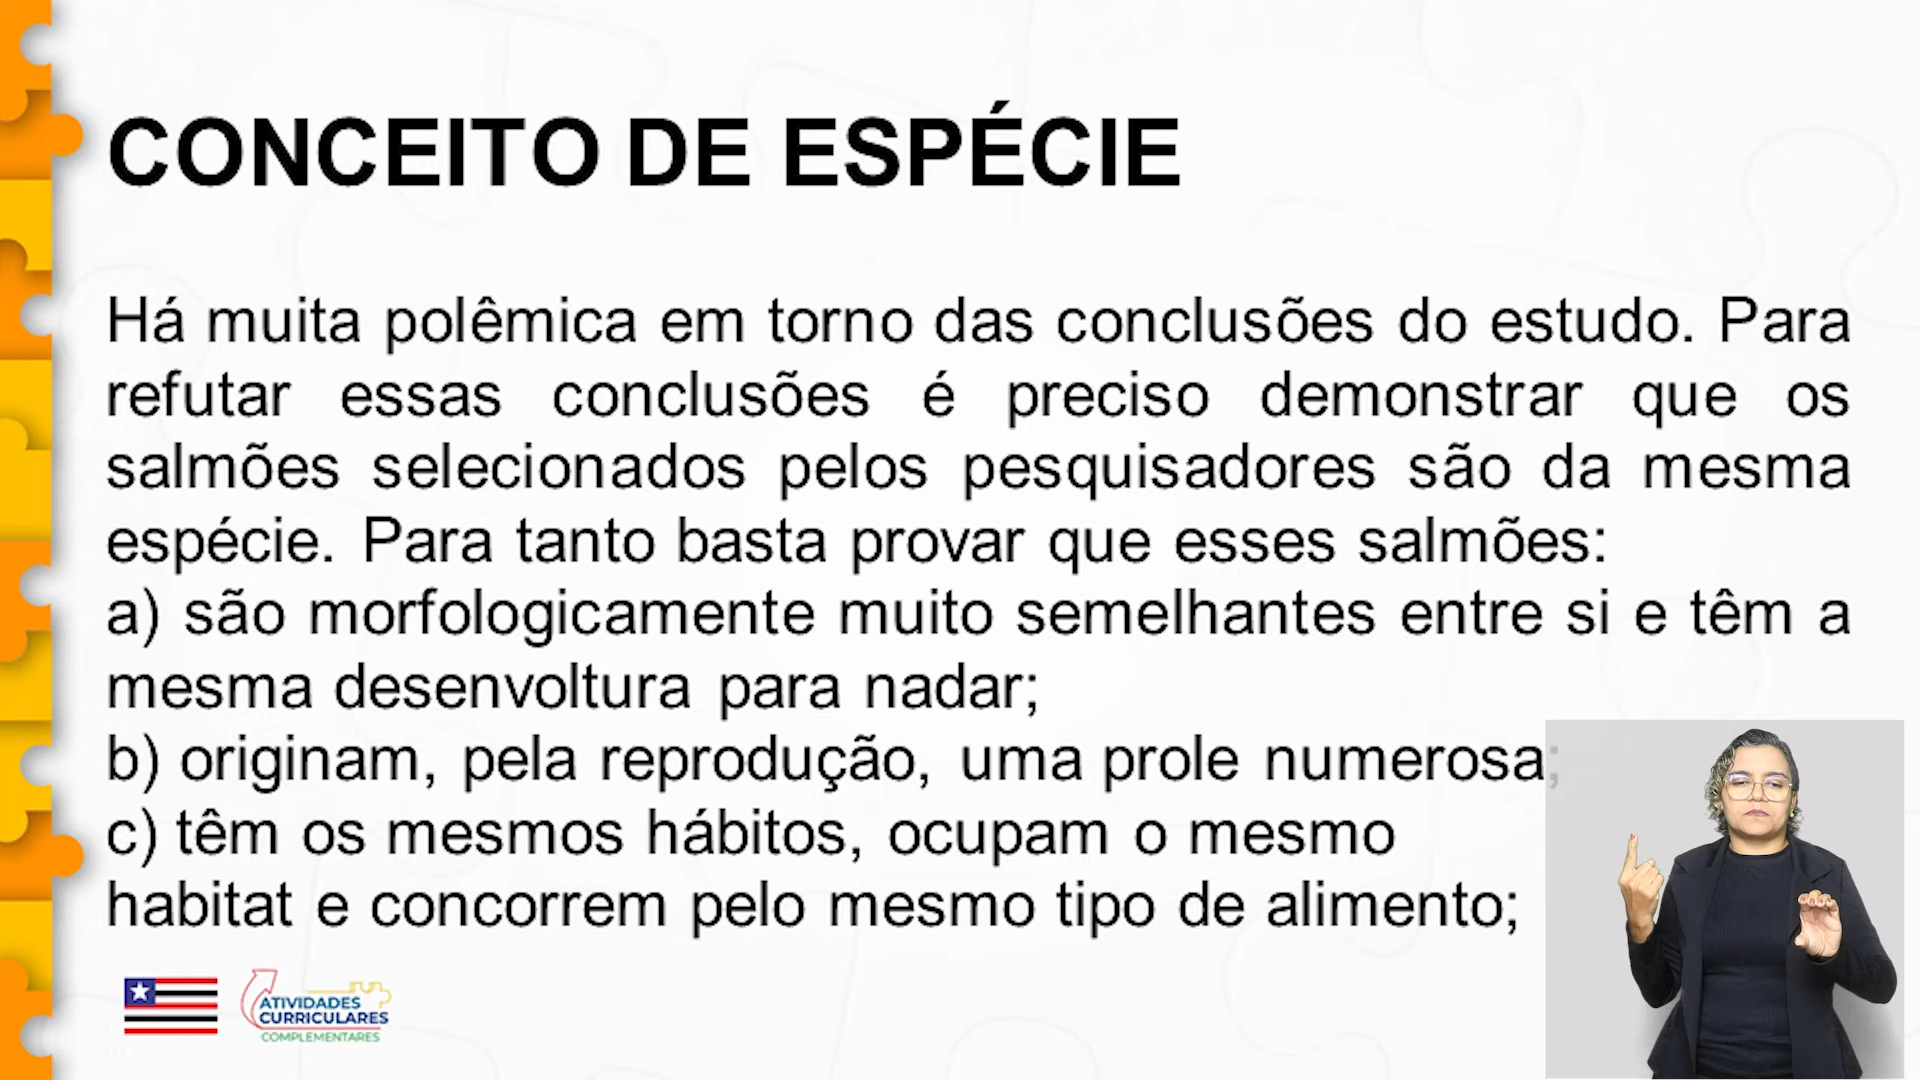 CONCEITO DE ESPÉCIE
Há muita polêmica em torno das conclusões do estudo. Para
refutar essas conclusões é preciso demonstrar que os
salmões selecionados pelos pesquisadores são da mesma
espécie. Para tanto basta provar que esses salmões:
a) são morfologicamente muito semelhantes entre si e têm a
mesma desenvoltura para nadar;
b) originam, pela reprodução, uma prole numerosa;
c) têm os mesmos hábitos, ocupam o mesmo
habitat e concorrem pelo mesmo tipo de alimento;
ATIVIDADES
CURRICULARES
COMPLEMENTARES